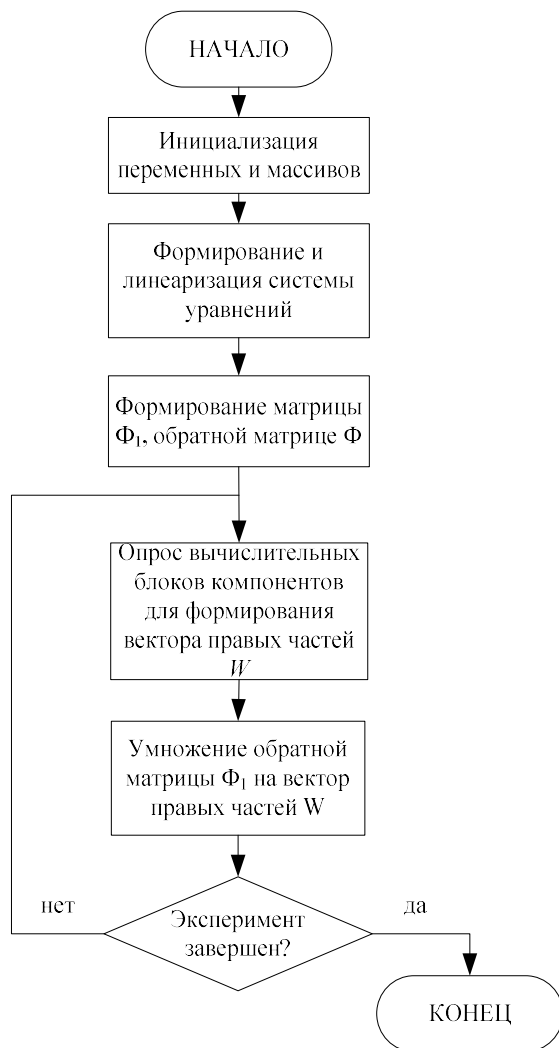 НАЧАЛО
Инициализация
переменных и массивов
Формирование и
линеаризация системы
уравнений
Формирование матрицы
Φ₁, обратной матрице Φ
Опрос вычислительных
блоков компонентов
для формирования
вектора правых частей
W
Умножение обратной
матрицы Φ₁ на вектор
правых частей W
нет
Эксперимент
завершен?
да
КОНЕЦ